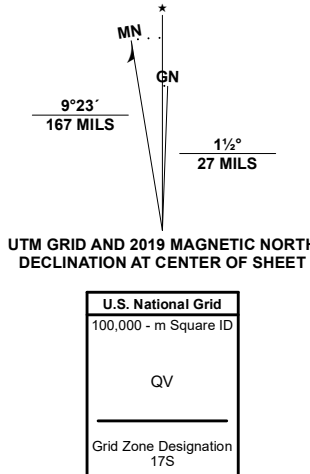 ★
MN
GN
9°23´
167 MILS
1½°
27 MILS
UTM GRID AND 2019 MAGNETIC NORTH
DECLINATION AT CENTER OF SHEET
U.S. National Grid
100,000 - m Square ID
QV
Grid Zone Designation
17S